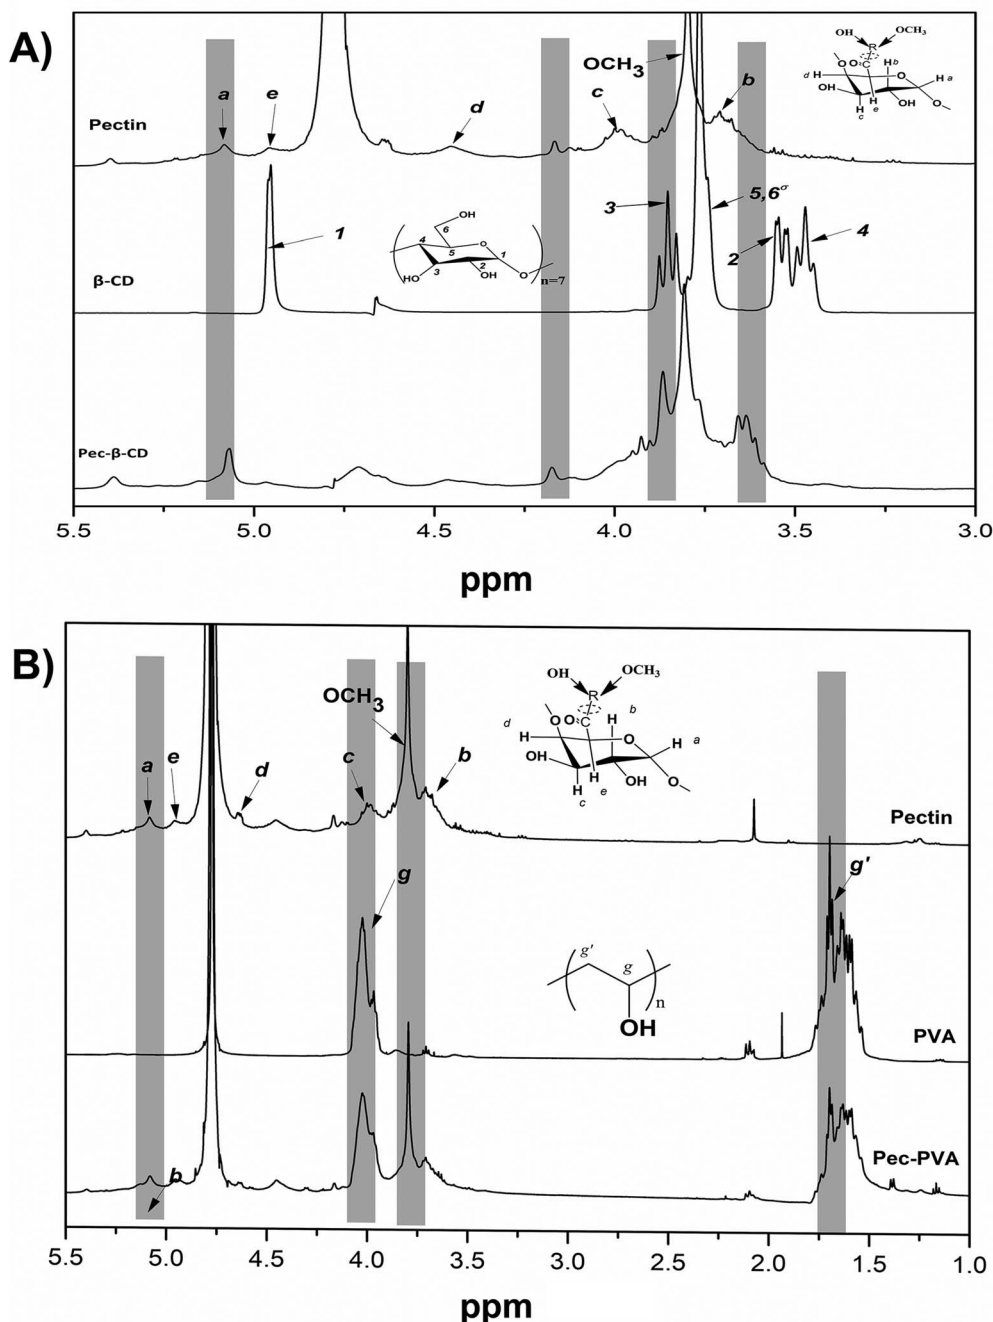 A)
OH
OCH3
R
O
C
H b
d H
O
O
H a
HO
OH
O
H
c
H
e
OCH3
a
e
d
c
b
Pectin
1
3
5,6σ
2
4
β-CD
OH
6
4
5
O
1
HO
3
2
OH
O
n=7
Pec-β-CD
5.5
5.0
4.5
4.0
3.5
3.0
ppm
B)
OH
OCH3
R
O
O
C
H
b
d
H
O
H
a
HO
OH
O
H
c
H
e
OCH3
a
e
d
c
b
Pectin
g
g'
g'
g
n
OH
PVA
Pec-PVA
b
5.5
5.0
4.5
4.0
3.5
3.0
2.5
2.0
1.5
1.0
ppm